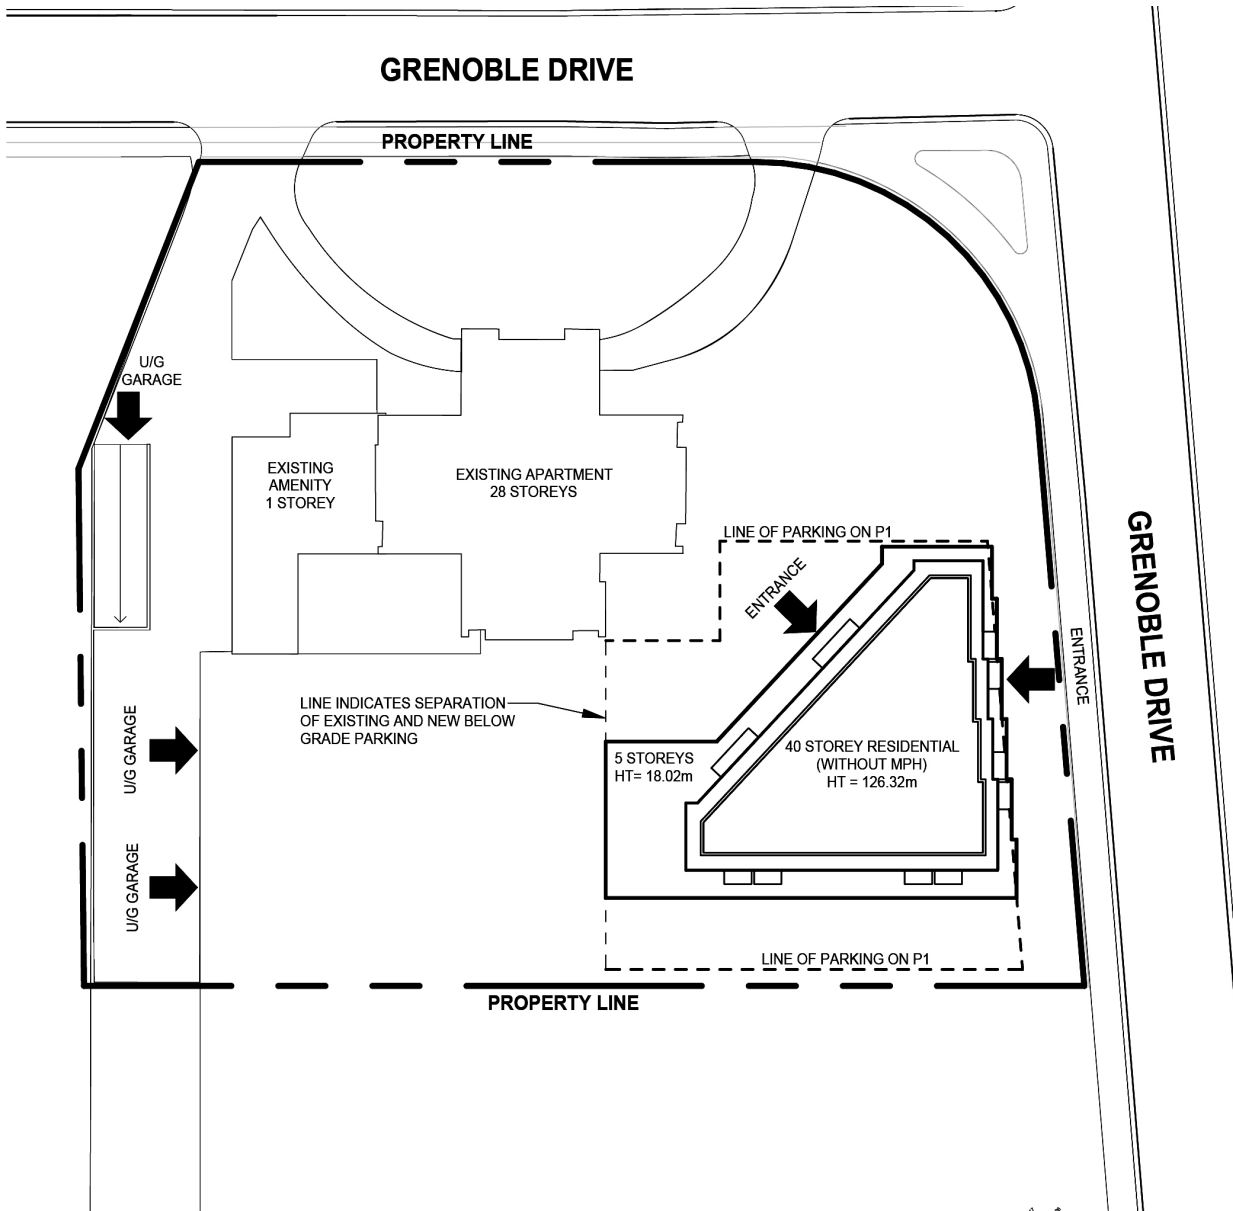 GRENOBLE DRIVE
PROPERTY LINE
U/G
GARAGE
EXISTING
AMENITY
1 STOREY
EXISTING APARTMENT
28 STOREYS
LINE OF PARKING ON P1
ENTRANCE
GRENOBLE DRIVE
ENTRANCE
LINE INDICATES SEPARATION
OF EXISTING AND NEW BELOW
GRADE PARKING
U/G GARAGE
5 STOREYS
HT= 18.02m
40 STOREY RESIDENTIAL
(WITHOUT MPH)
HT = 126.32m
U/G GARAGE
LINE OF PARKING ON P1
PROPERTY LINE